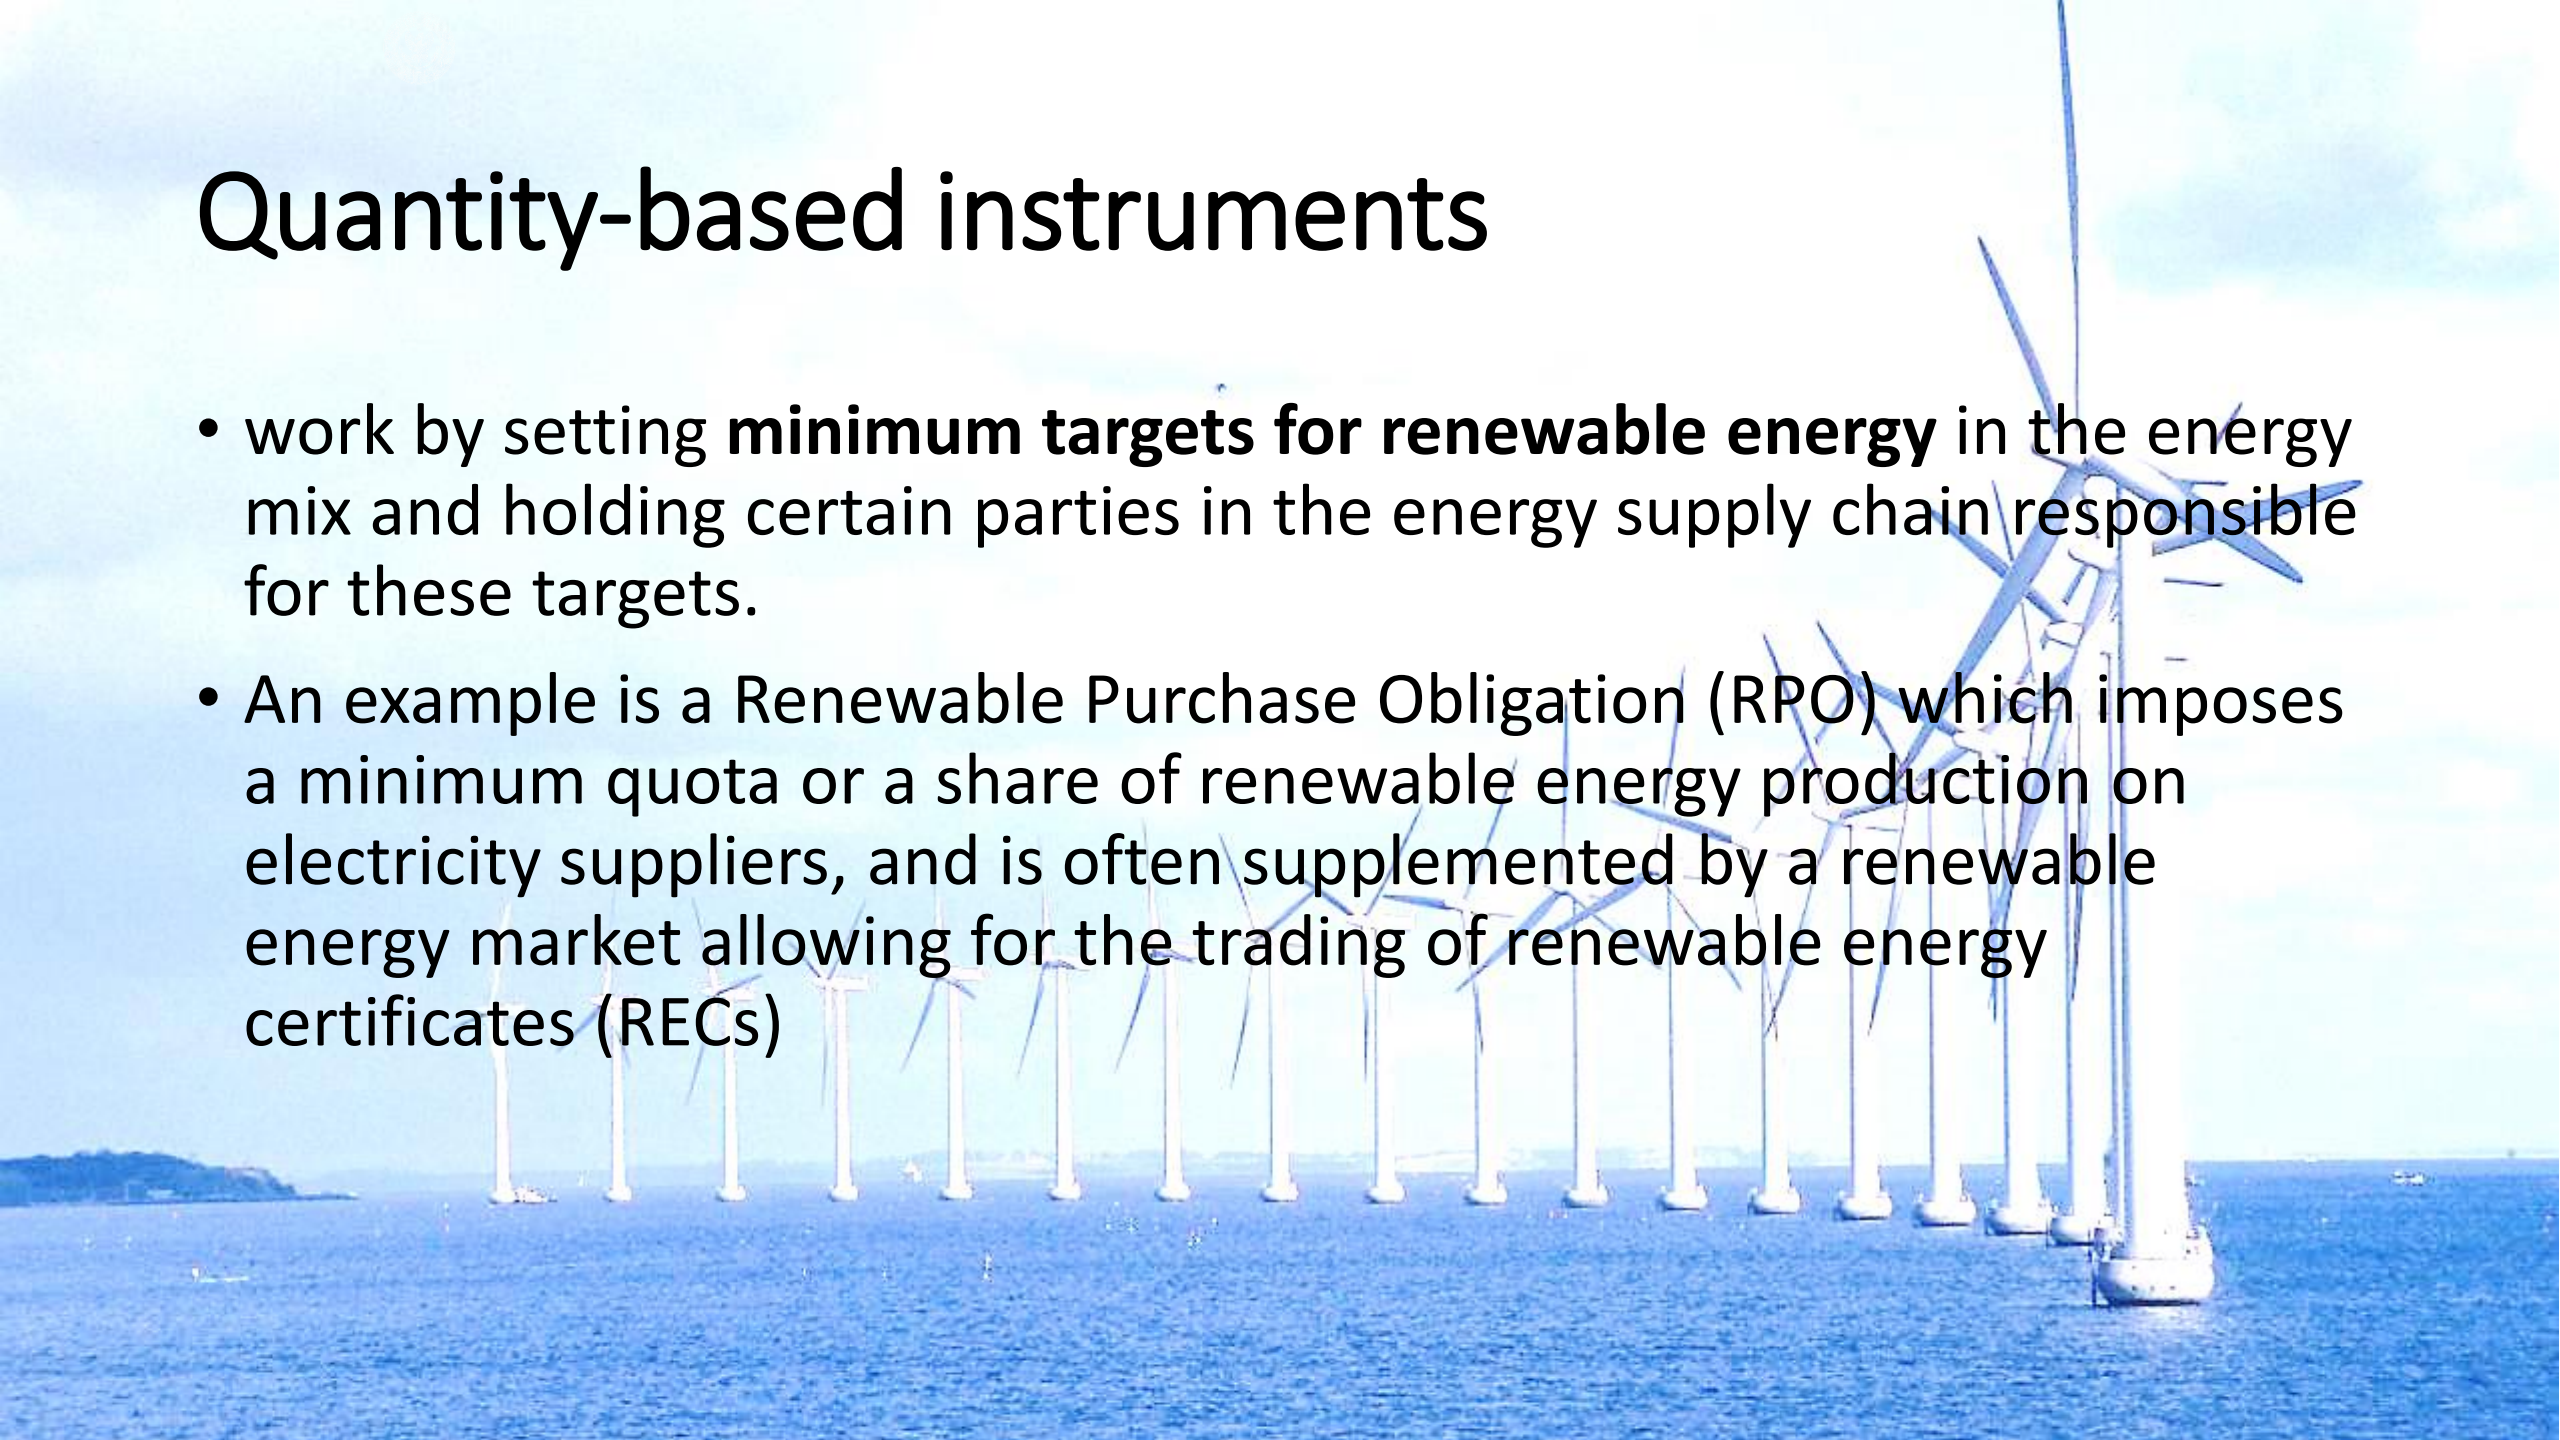 Quantity-based instruments
• work by setting minimum targets for renewable energy in the energy
mix and holding certain parties in the energy supply chain responsible
for these targets.
• An example is a Renewable Purchase Obligation (RPO) which imposes
a minimum quota or a share of renewable energy production on
electricity suppliers, and is often supplemented by a renewable
energy market allowing for the trading of renewable energy
certificates (RECs)